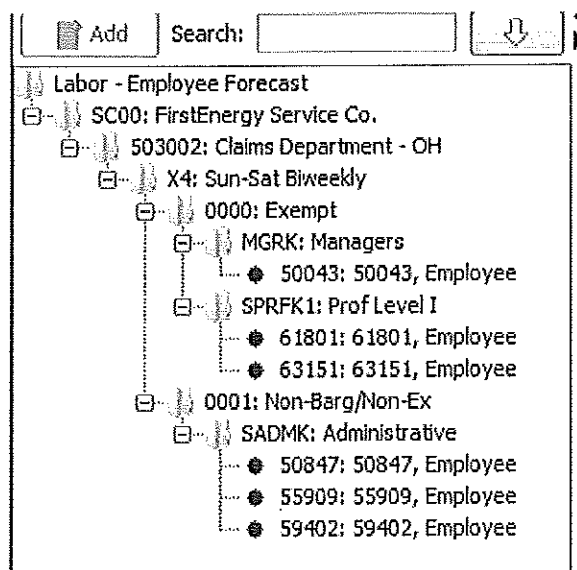 Add Search:
Labor - Employee Forecast
SC00: FirstEnergy Service Co.
503002: Claims Department - OH
X4: Sun-Sat Biweekly
0000: Exempt
MGRK: Managers
50043: 50043, Employee
SPRFK1: Prof Level I
61801: 61801, Employee
63151: 63151, Employee
0001: Non-Barg/Non-Ex
SADMK: Administrative
50847: 50847, Employee
55909: 55909, Employee
59402: 59402, Employee